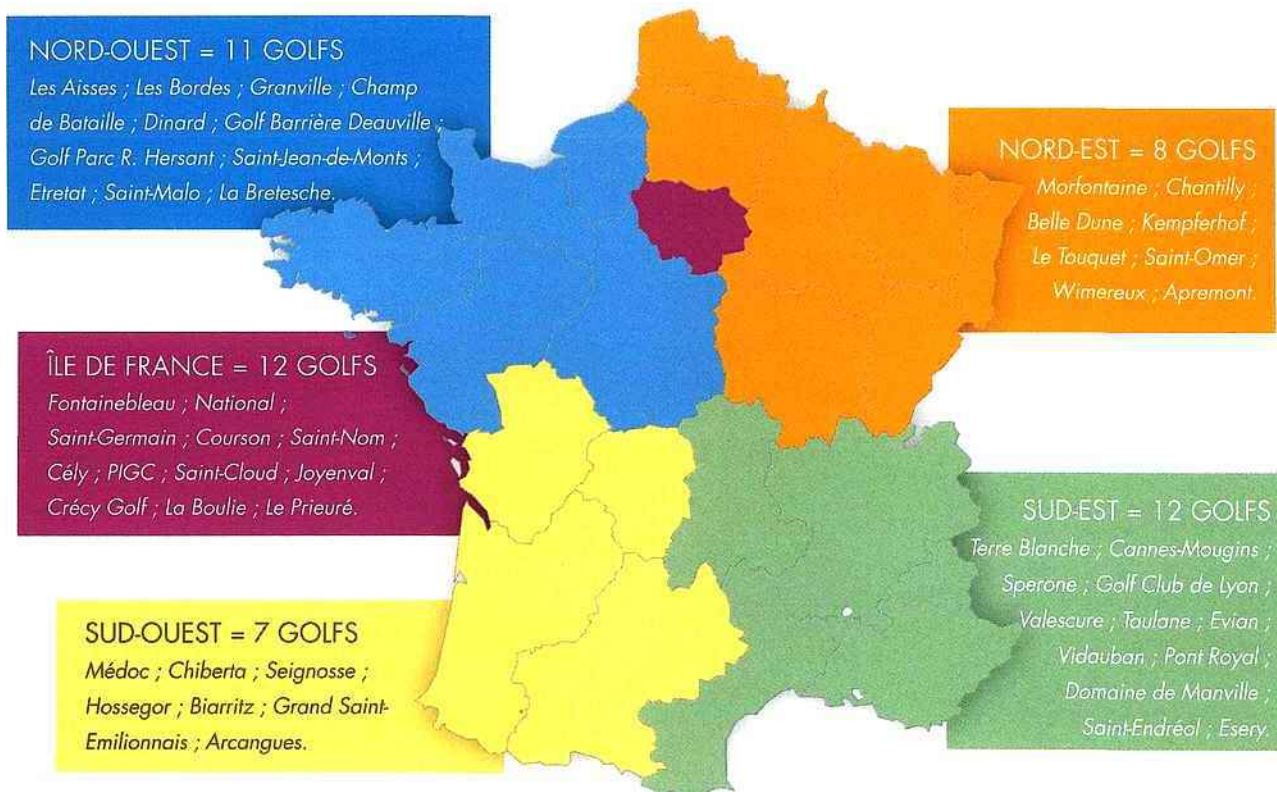 NORD-OUEST = 11 GOLFS
Les Aisses ; Les Bordes ; Granville ; Champ
de Bataille ; Dinard ; Golf Barrière Deauville ;
Golf Parc R. Hersant ; Saint-Jean-de-Monts ;
Etretat ; Saint-Malo ; La Bretesche.
NORD-EST = 8 GOLFS
Morfontaine ; Chantilly ;
Belle Dune ; Kempferhof ;
Le Touquet ; Saint-Omer ;
Wimereux ; Apremont.
ÎLE DE FRANCE = 12 GOLFS
Fontainebleau ; National ;
Saint-Germain ; Courson ; Saint-Nom ;
Cély ; PIGC ; Saint-Cloud ; Joyenval ;
Crécy Golf ; La Boulie ; Le Prieuré.
SUD-EST = 12 GOLFS
Terre Blanche ; Cannes-Mougins ;
Sperone ; Golf Club de Lyon ;
Valescure ; Taulane ; Evian ;
Vidauban ; Pont Royal ;
Domaine de Manville ;
Saint-Endréol ; Esery.
SUD-OUEST = 7 GOLFS
Médoc ; Chiberta ; Seignosse ;
Hossegor ; Biarritz ; Grand Saint-
Emilionnais ; Arcangues.